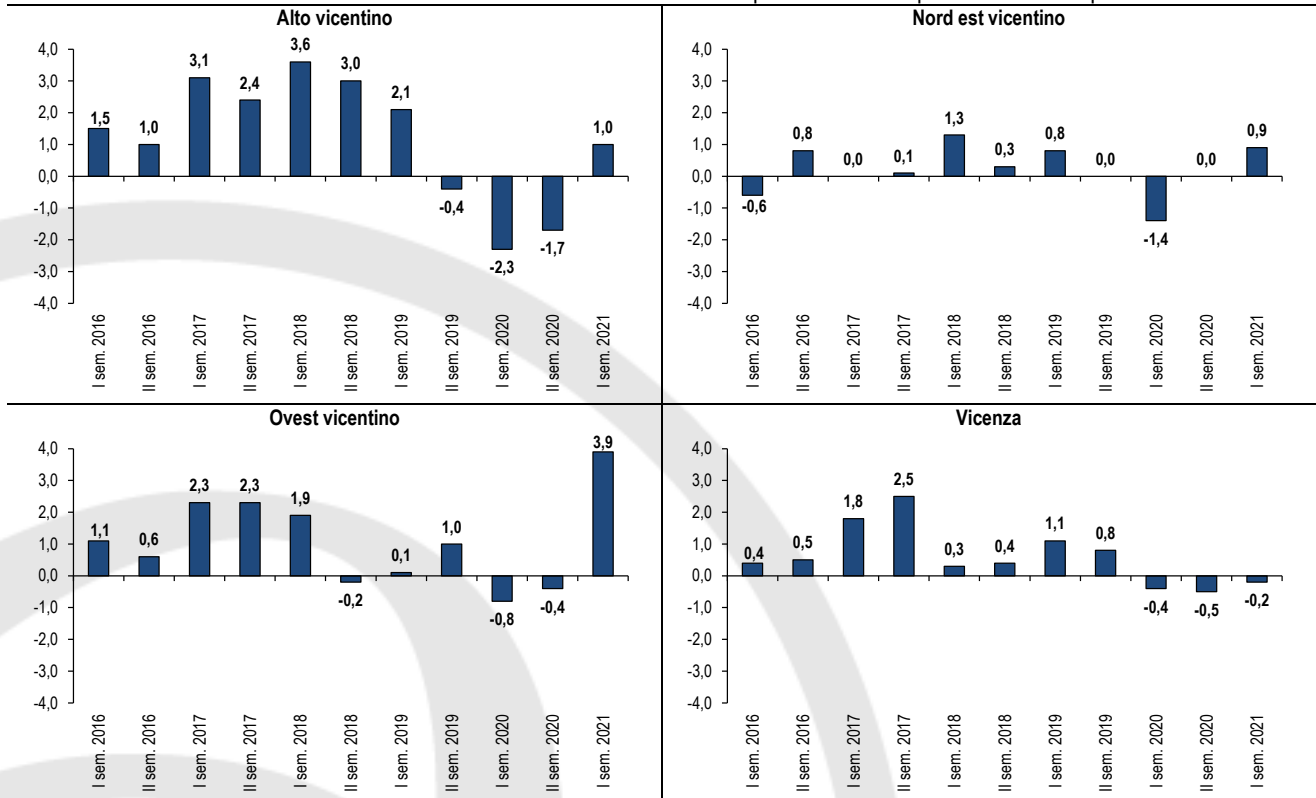 Alto vicentino
4,0
3,0
2,0
1,0
0,0
-1,0
-2,0
-3,0
-4,0
1,5
1,0
3,1
2,4
3,6
3,0
2,1
-0,4
-2,3
-1,7
1,0
I sem. 2016
II sem. 2016
I sem. 2017
II sem. 2017
I sem. 2018
II sem. 2018
I sem. 2019
II sem. 2019
I sem. 2020
II sem. 2020
I sem. 2021
Nord est vicentino
4,0
3,0
2,0
1,0
0,0
-1,0
-2,0
-3,0
-4,0
-0,6
0,8
0,0
0,1
1,3
0,3
0,8
0,0
-1,4
0,0
0,9
I sem. 2016
II sem. 2016
I sem. 2017
II sem. 2017
I sem. 2018
II sem. 2018
I sem. 2019
II sem. 2019
I sem. 2020
II sem. 2020
I sem. 2021
Ovest vicentino
4,0
3,0
2,0
1,0
0,0
-1,0
-2,0
-3,0
-4,0
1,1
0,6
2,3
2,3
1,9
-0,2
0,1
1,0
-0,8
-0,4
3,9
I sem. 2016
II sem. 2016
I sem. 2017
II sem. 2017
I sem. 2018
II sem. 2018
I sem. 2019
II sem. 2019
I sem. 2020
II sem. 2020
I sem. 2021
Vicenza
4,0
3,0
2,0
1,0
0,0
-1,0
-2,0
-3,0
-4,0
0,4
0,5
1,8
2,5
0,3
0,4
1,1
0,8
-0,4
-0,5
-0,2
I sem. 2016
II sem. 2016
I sem. 2017
II sem. 2017
I sem. 2018
II sem. 2018
I sem. 2019
II sem. 2019
I sem. 2020
II sem. 2020
I sem. 2021